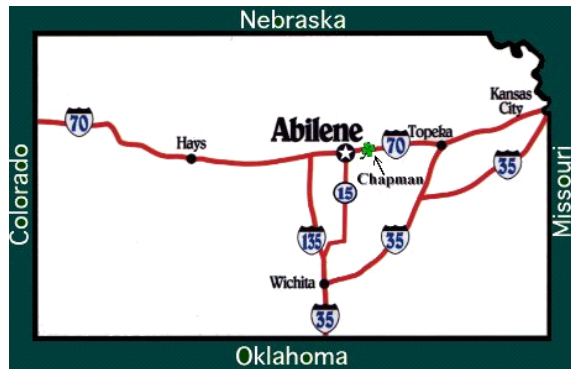 Nebraska
Kansas
City
70
Hays
Abilene
70
Topeka
35
Chapman
15
Colorado
Missouri
135
35
Wichita
35
Oklahoma